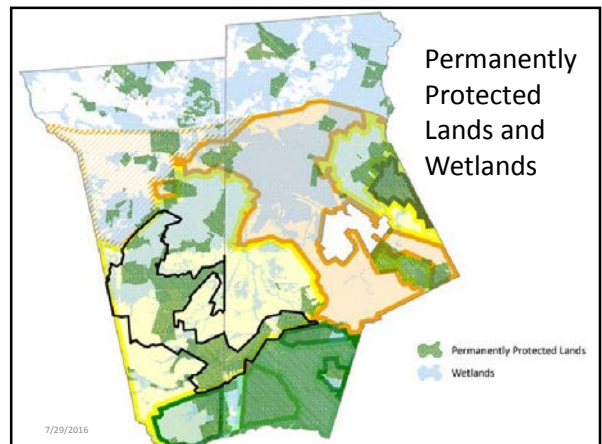 Permanently
Protected
Lands and
Wetlands
Permanently Protected Lands
Wetlands
7/29/2016